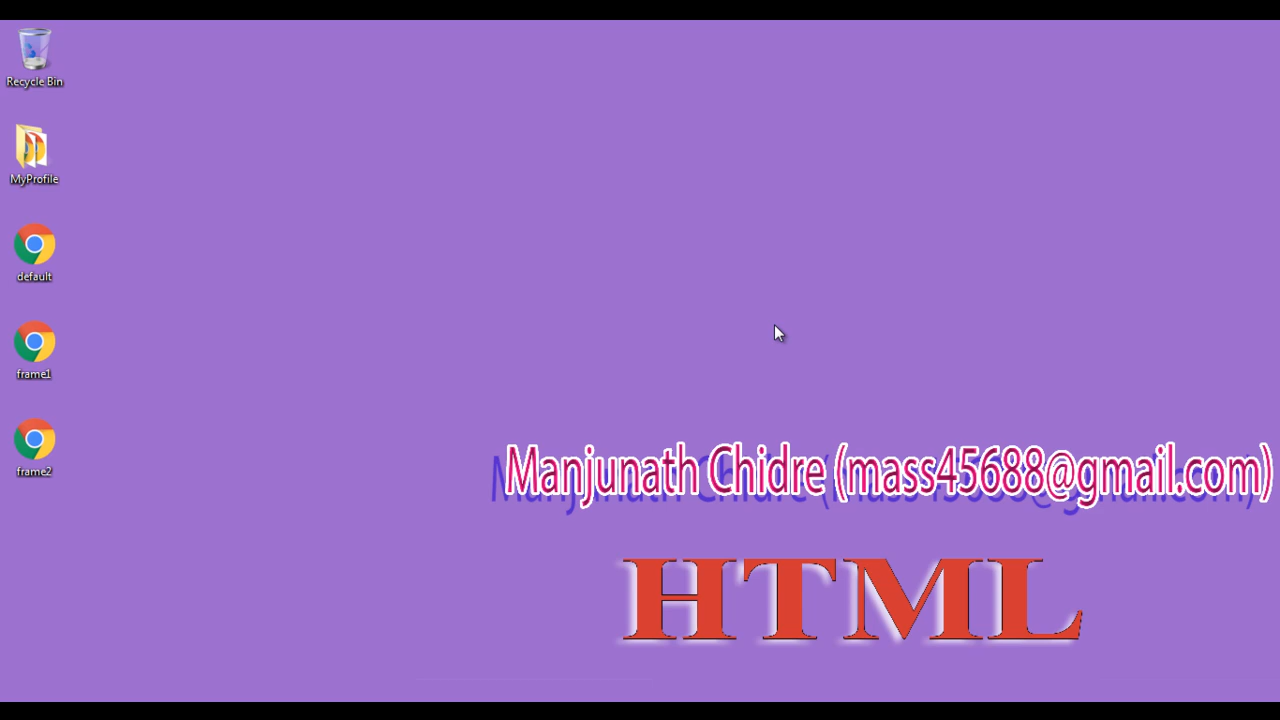 Recycle Bin
MyProfile
default
frame1
frame2
Manjunath Chidre (mass45688@gmail.com)
HTML